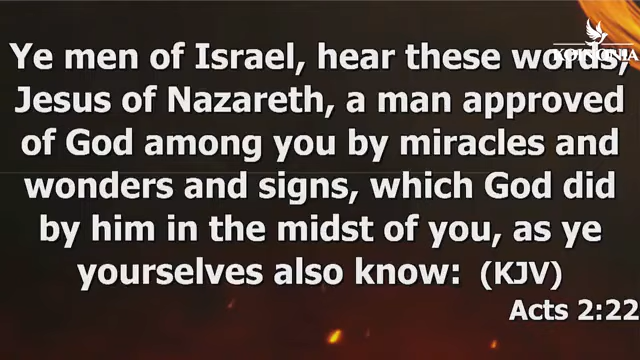 KOINONIA
Ye men of Israel, hear these words;
Jesus of Nazareth, a man approved
of God among you by miracles and
wonders and signs, which God did
by him in the midst of you, as ye
yourselves also know: (KJV)
Acts 2:22